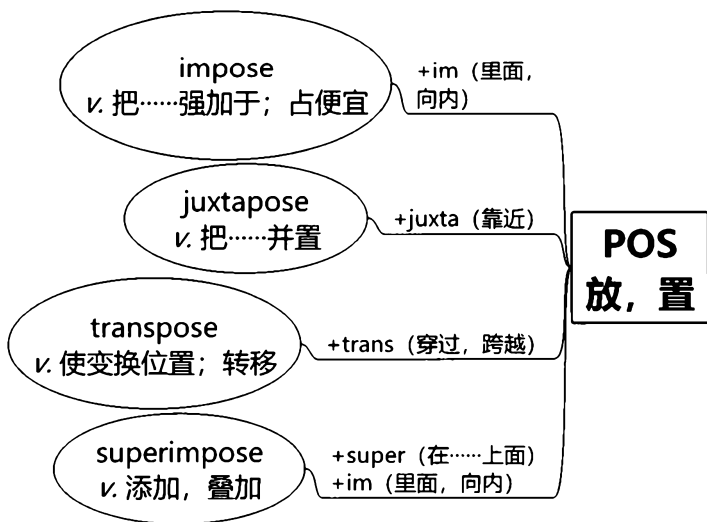 impose
v. 把……强加于；占便宜
+im（里面，
向内）
juxtapose
v. 把……并置
+juxta（靠近）
POS
放，置
transpose
v. 使变换位置；转移
+trans（穿过，跨越）
superimpose
v. 添加，叠加
+super（在……上面）
+im（里面，向内）